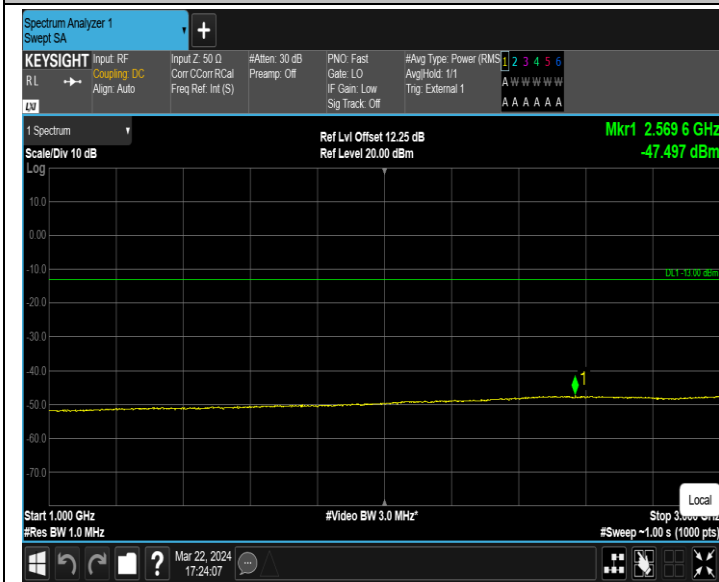 Spectrum Analyzer 1
Swept SA
+
KEYSIGHT
RL
LXI
Input: RF
Coupling: DC
Align: Auto
Input Z: 50 Ω
Corr CCorr RCal
Freq Ref: Int (S)
#Atten: 30 dB
Preamp: Off
PNO: Fast
Gate: LO
IF Gain: Low
Sig Track: Off
#Avg Type: Power (RMS
Avg|Hold: 1/1
Trig: External 1
1 2 3 4 5 6
A W W W W W
A A A A A A
1 Spectrum
Scale/Div 10 dB
Log
Ref Lvl Offset 12.25 dB
Ref Level 20.00 dBm
Mkr1 2.569 6 GHz
-47.497 dBm
10.0
0.00
-10.0
DL1 -13.00 dBm
-20.0
-30.0
-40.0
1
-50.0
-60.0
-70.0
Local
Start 1.000 GHz
#Res BW 1.0 MHz
#Video BW 3.0 MHz*
Stop
#Sweep ~1.00 s (1000 pts)
?
Mar 22, 2024
17:24:07